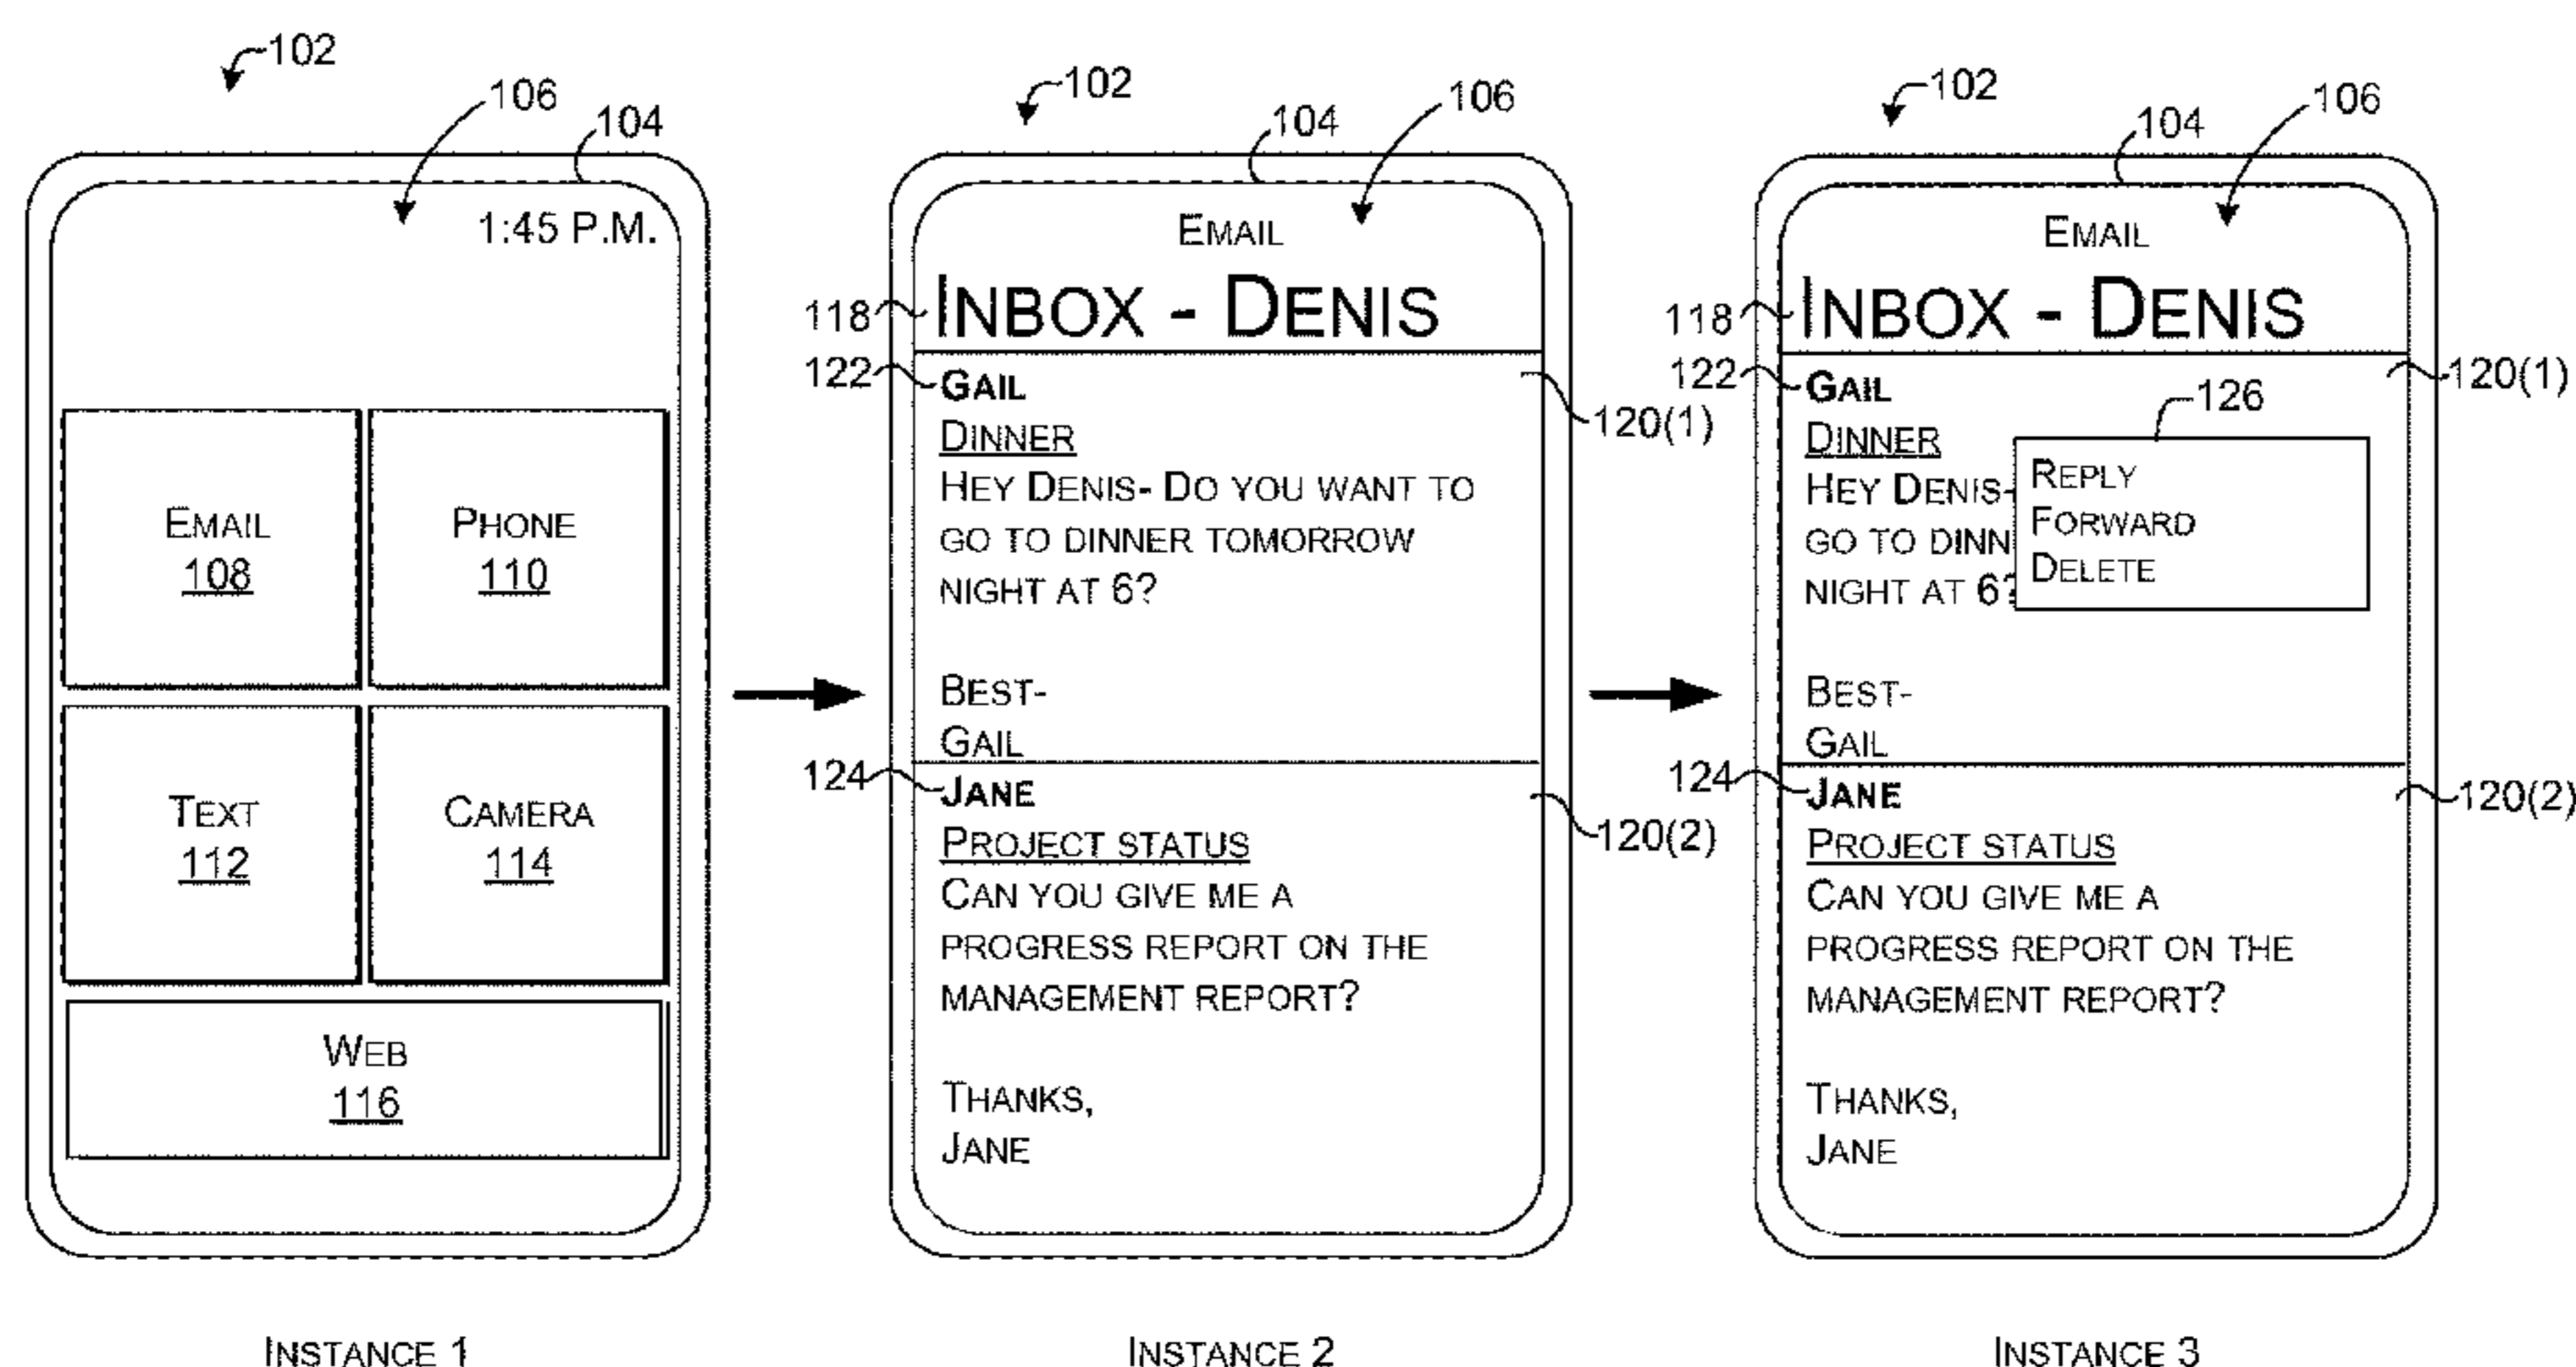 102
106
104
1:45 P.M.
EMAIL
108
PHONE
110
TEXT
112
CAMERA
114
WEB
116
INSTANCE 1
102
106
104
EMAIL
118
INBOX - DENIS
122
GAIL
120(1)
DINNER
HEY DENIS- DO YOU WANT TO
GO TO DINNER TOMORROW
NIGHT AT 6?
BEST-
GAIL
124
JANE
120(2)
PROJECT STATUS
CAN YOU GIVE ME A
PROGRESS REPORT ON THE
MANAGEMENT REPORT?
THANKS,
JANE
INSTANCE 2
102
106
104
EMAIL
118
INBOX - DENIS
122
GAIL
120(1)
126
DINNER
HEY DENIS-
GO TO DINN
NIGHT AT 6?
REPLY
FORWARD
DELETE
BEST-
GAIL
124
JANE
120(2)
PROJECT STATUS
CAN YOU GIVE ME A
PROGRESS REPORT ON THE
MANAGEMENT REPORT?
THANKS,
JANE
INSTANCE 3